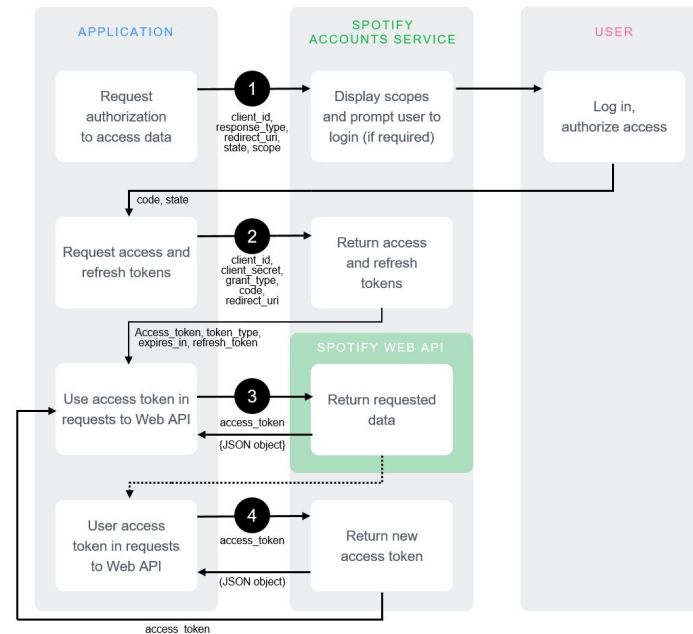 APPLICATION
SPOTIFY
ACCOUNTS SERVICE
USER
Request
authorization
to access data
1
client_id,
response_type,
redirect_uri,
state, scope
Display scopes
and prompt user to
login (if required)
Log in,
authorize access
code, state
Request access and
refresh tokens
2
client_id,
client_secret,
grant_type,
code,
redirect_uri
Return access
and refresh
tokens
Access_token, token_type,
expires_in, refresh_token
SPOTIFY WEB API
Use access token in
requests to Web API
3
access_token
{JSON object}
Return requested
data
User access
token in requests
to Web API
4
access_token
(JSON object)
Return new
access token
access_token